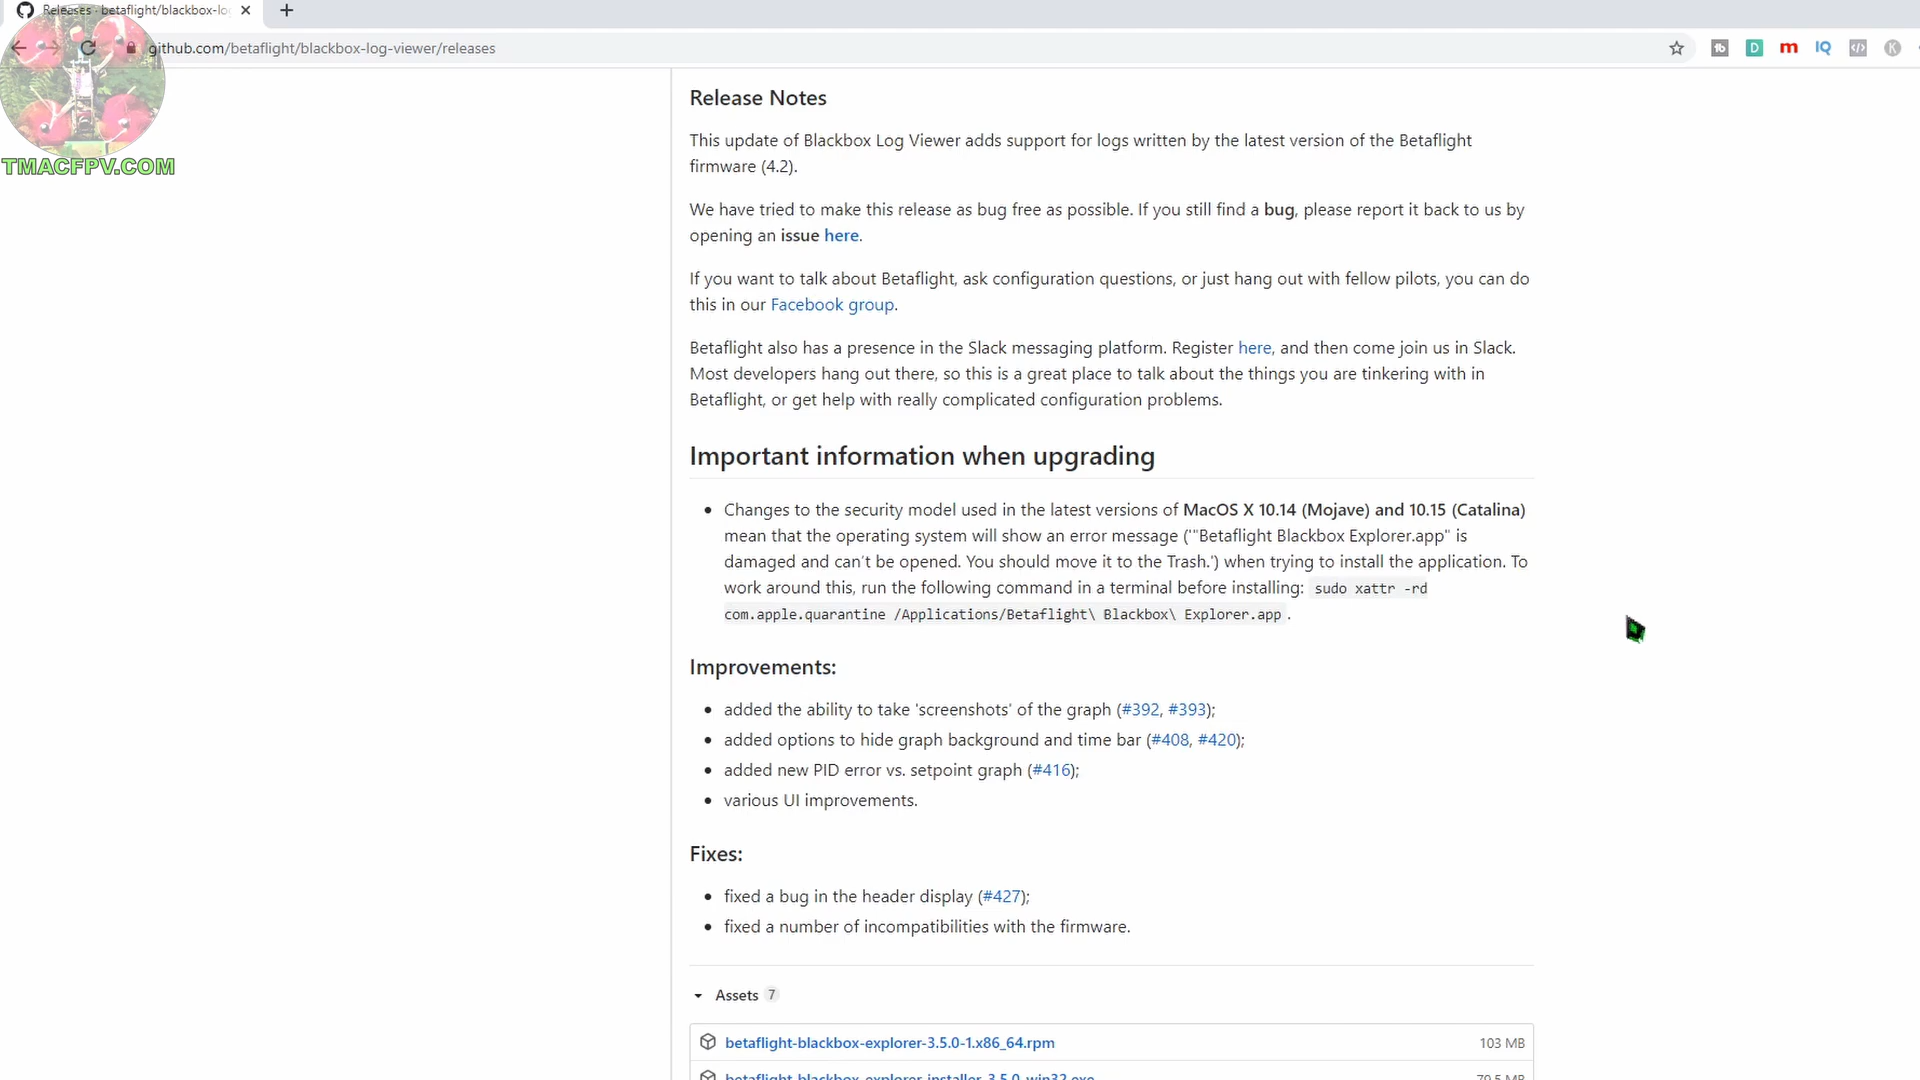 Releases · betaflight/blackbox-lo
github.com/betaflight/blackbox-log-viewer/releases
tb D m IQ </> K
TMACFPV.COM
Release Notes
This update of Blackbox Log Viewer adds support for logs written by the latest version of the Betaflight
firmware (4.2).
We have tried to make this release as bug free as possible. If you still find a bug, please report it back to us by
opening an issue here.
If you want to talk about Betaflight, ask configuration questions, or just hang out with fellow pilots, you can do
this in our Facebook group.
Betaflight also has a presence in the Slack messaging platform. Register here, and then come join us in Slack.
Most developers hang out there, so this is a great place to talk about the things you are tinkering with in
Betaflight, or get help with really complicated configuration problems.
Important information when upgrading
Changes to the security model used in the latest versions of MacOS X 10.14 (Mojave) and 10.15 (Catalina)
mean that the operating system will show an error message ('"Betaflight Blackbox Explorer.app" is
damaged and can't be opened. You should move it to the Trash.') when trying to install the application. To
work around this, run the following command in a terminal before installing: sudo xattr -rd
com.apple.quarantine /Applications/Betaflight\ Blackbox\ Explorer.app .
Improvements:
added the ability to take 'screenshots' of the graph (#392, #393);
added options to hide graph background and time bar (#408, #420);
added new PID error vs. setpoint graph (#416);
various UI improvements.
Fixes:
fixed a bug in the header display (#427);
fixed a number of incompatibilities with the firmware.
Assets 7
betaflight-blackbox-explorer-3.5.0-1.x86_64.rpm 103 MB
betaflight-blackbox-explorer-installer-3.5.0-win32.exe 79.5 MB